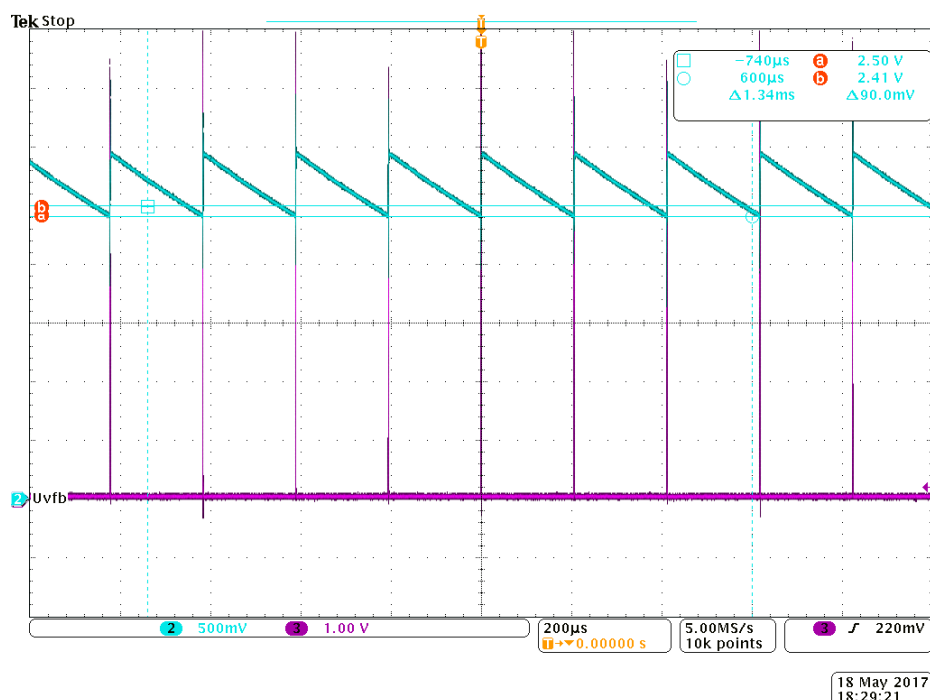 Tek Stop
T
T
−740µs a 2.50 V
600µs b 2.41 V
Δ1.34ms Δ90.0mV
b
a
2 Uvfb
2 500mV 3 1.00 V
200µs
T→▼0.00000 s
5.00MS/s
10k points
3 220mV
18 May 2017
18:29:21